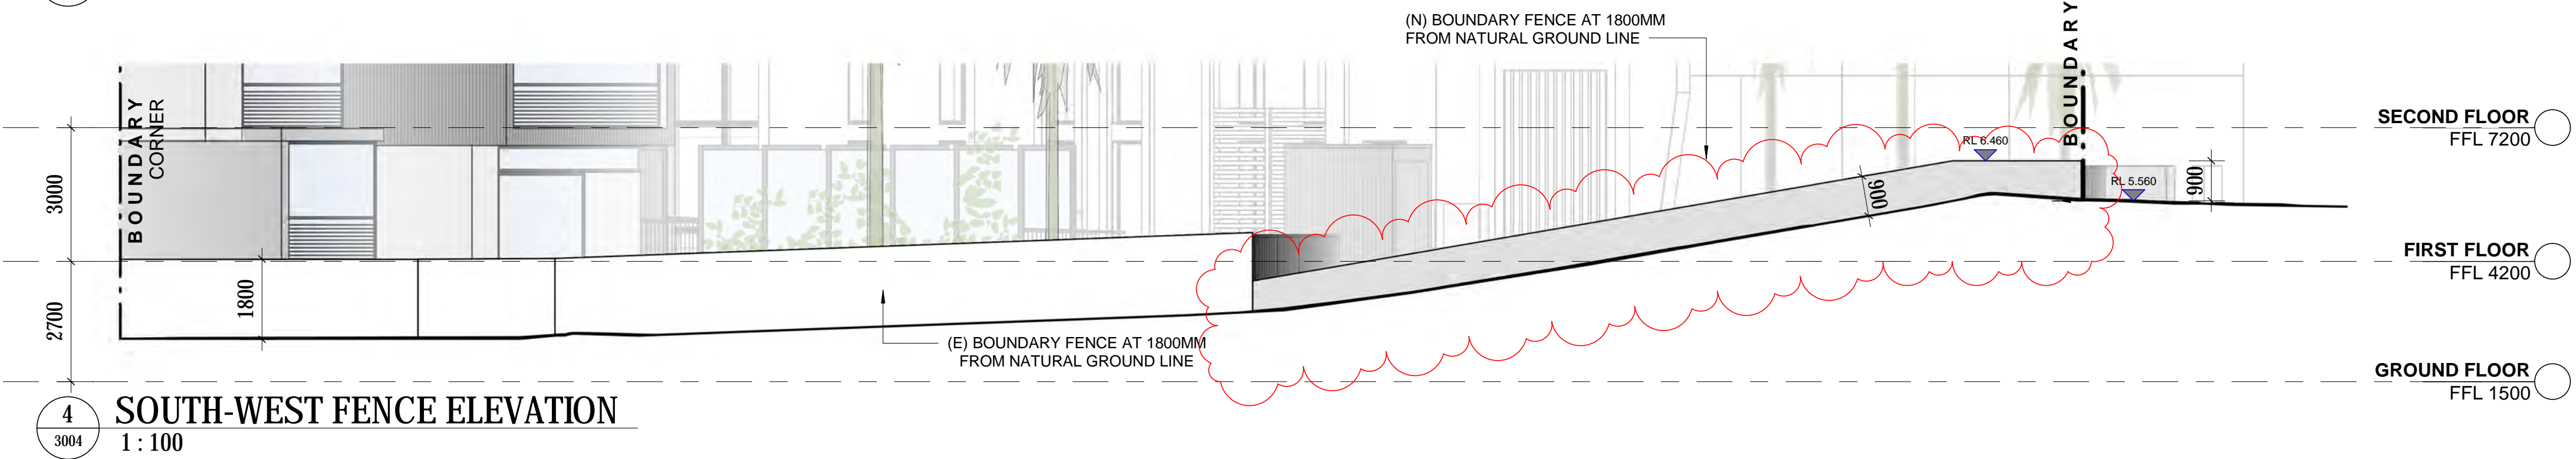 (N) BOUNDARY FENCE AT 1800MM
FROM NATURAL GROUND LINE
BOUNDARY
CORNER
BOUNDARY
SECOND FLOOR
FFL 7200
RL 6.460
RL 5.560
900
900
3000
1800
2700
FIRST FLOOR
FFL 4200
(E) BOUNDARY FENCE AT 1800MM
FROM NATURAL GROUND LINE
GROUND FLOOR
FFL 1500
4
3004
SOUTH-WEST FENCE ELEVATION
1 : 100